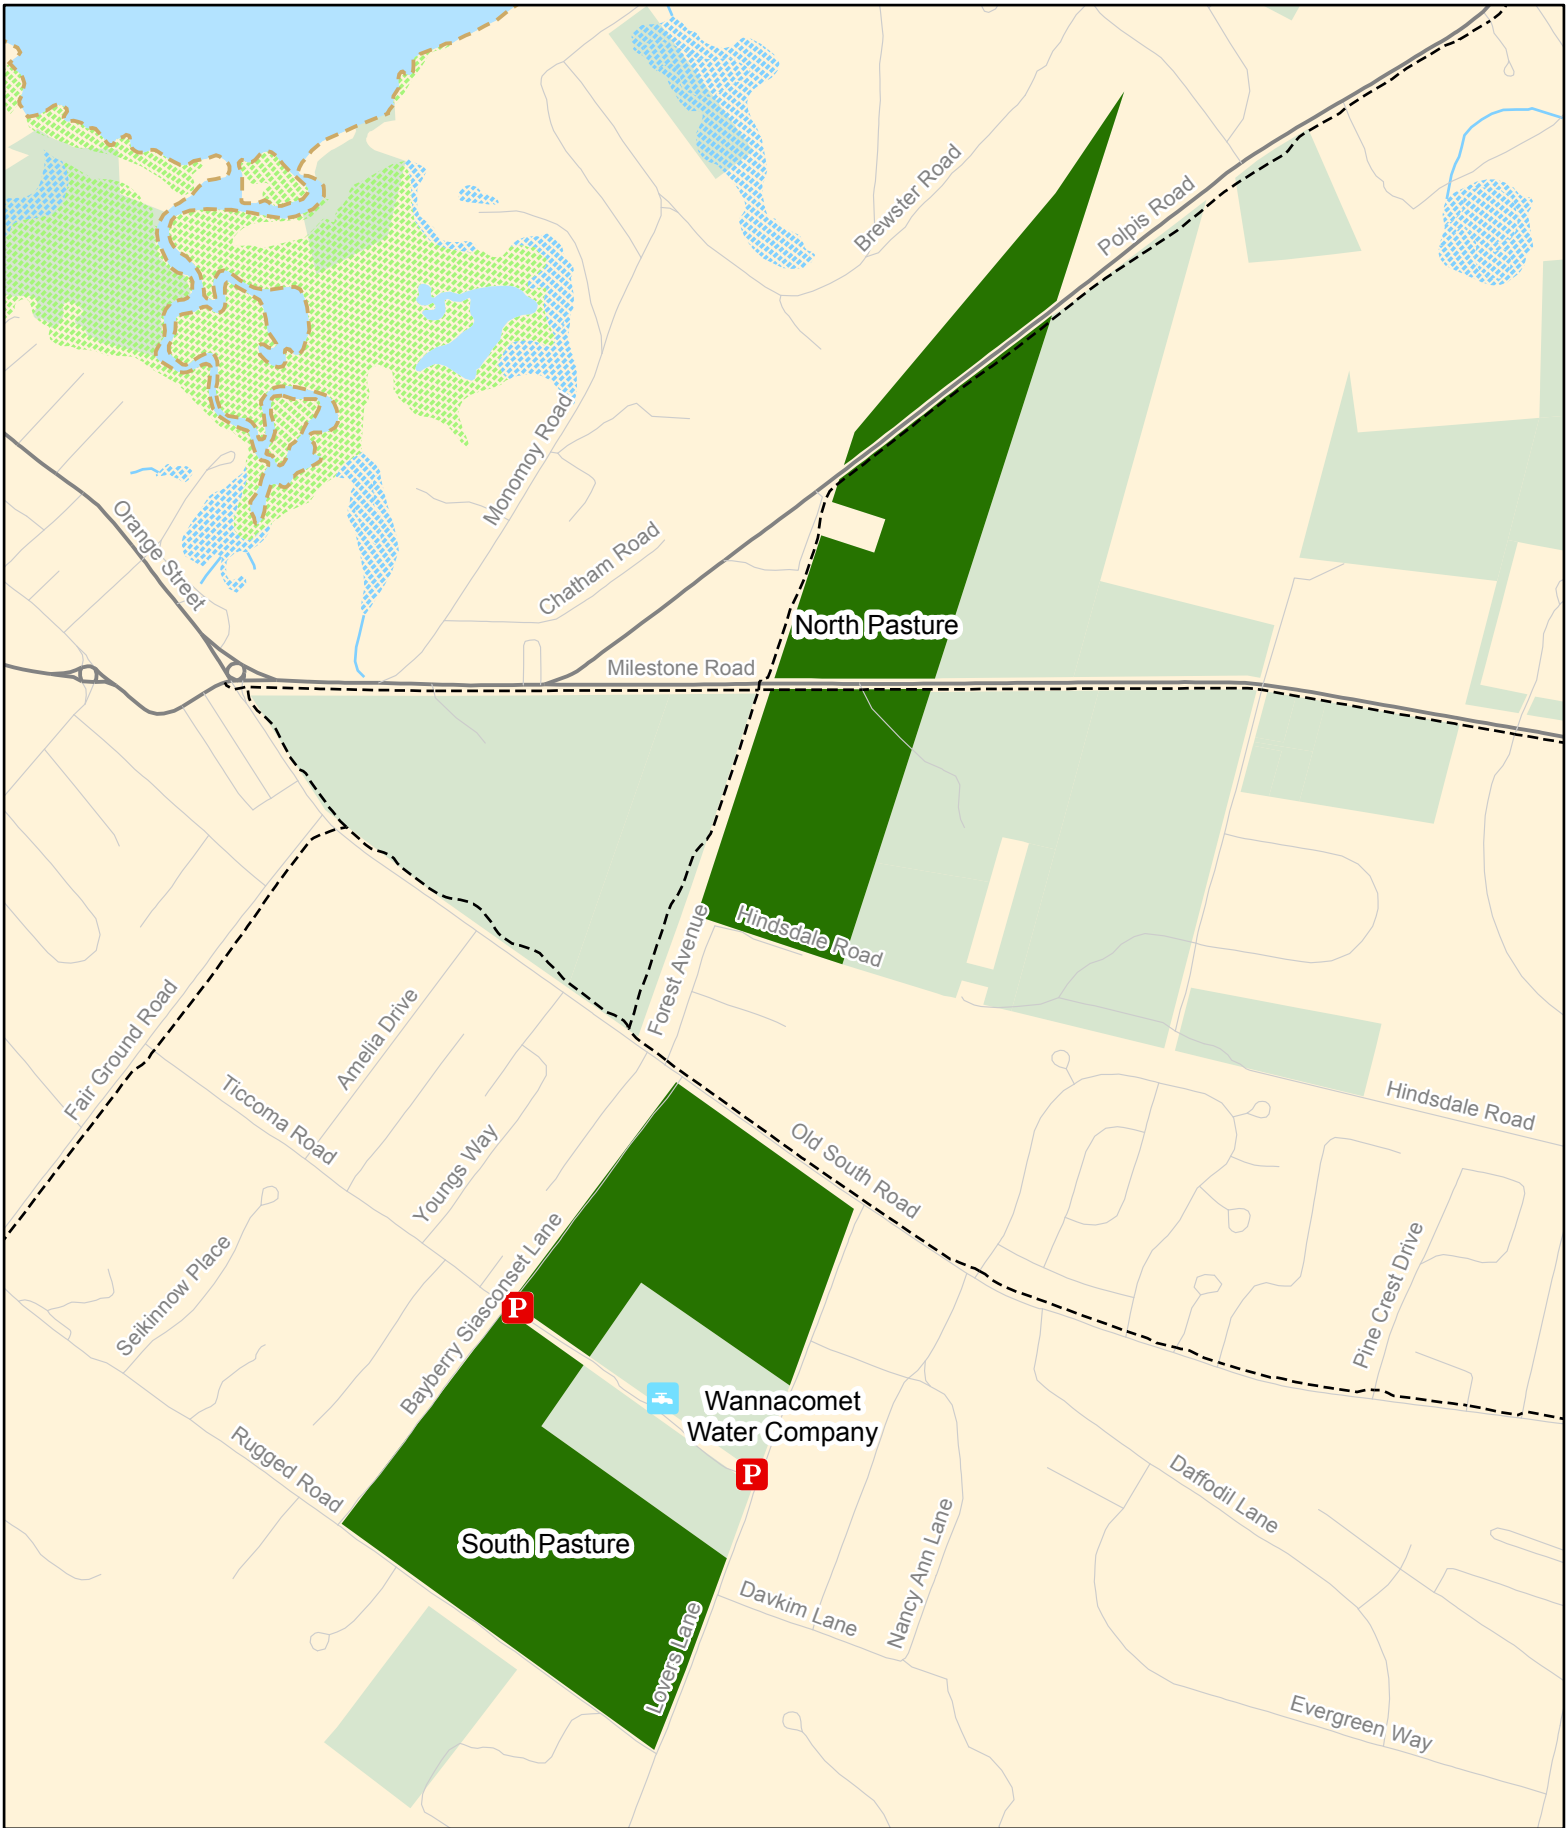 Brewster Road
Polpis Road
Monomoy Road
Orange Street
Chatham Road
North Pasture
Milestone Road
Hindsdale Road
Forest Avenue
Fair Ground Road
Amelia Drive
Ticcoma Road
Youngs Way
Hindsdale Road
Old South Road
Selkinnow Place
Bayberry Siasconset Lane
Pine Crest Drive
P
Wannacomet
Water Company
P
Rugged Road
South Pasture
Daffodil Lane
Nancy Ann Lane
Davkim Lane
Lovers Lane
Evergreen Way